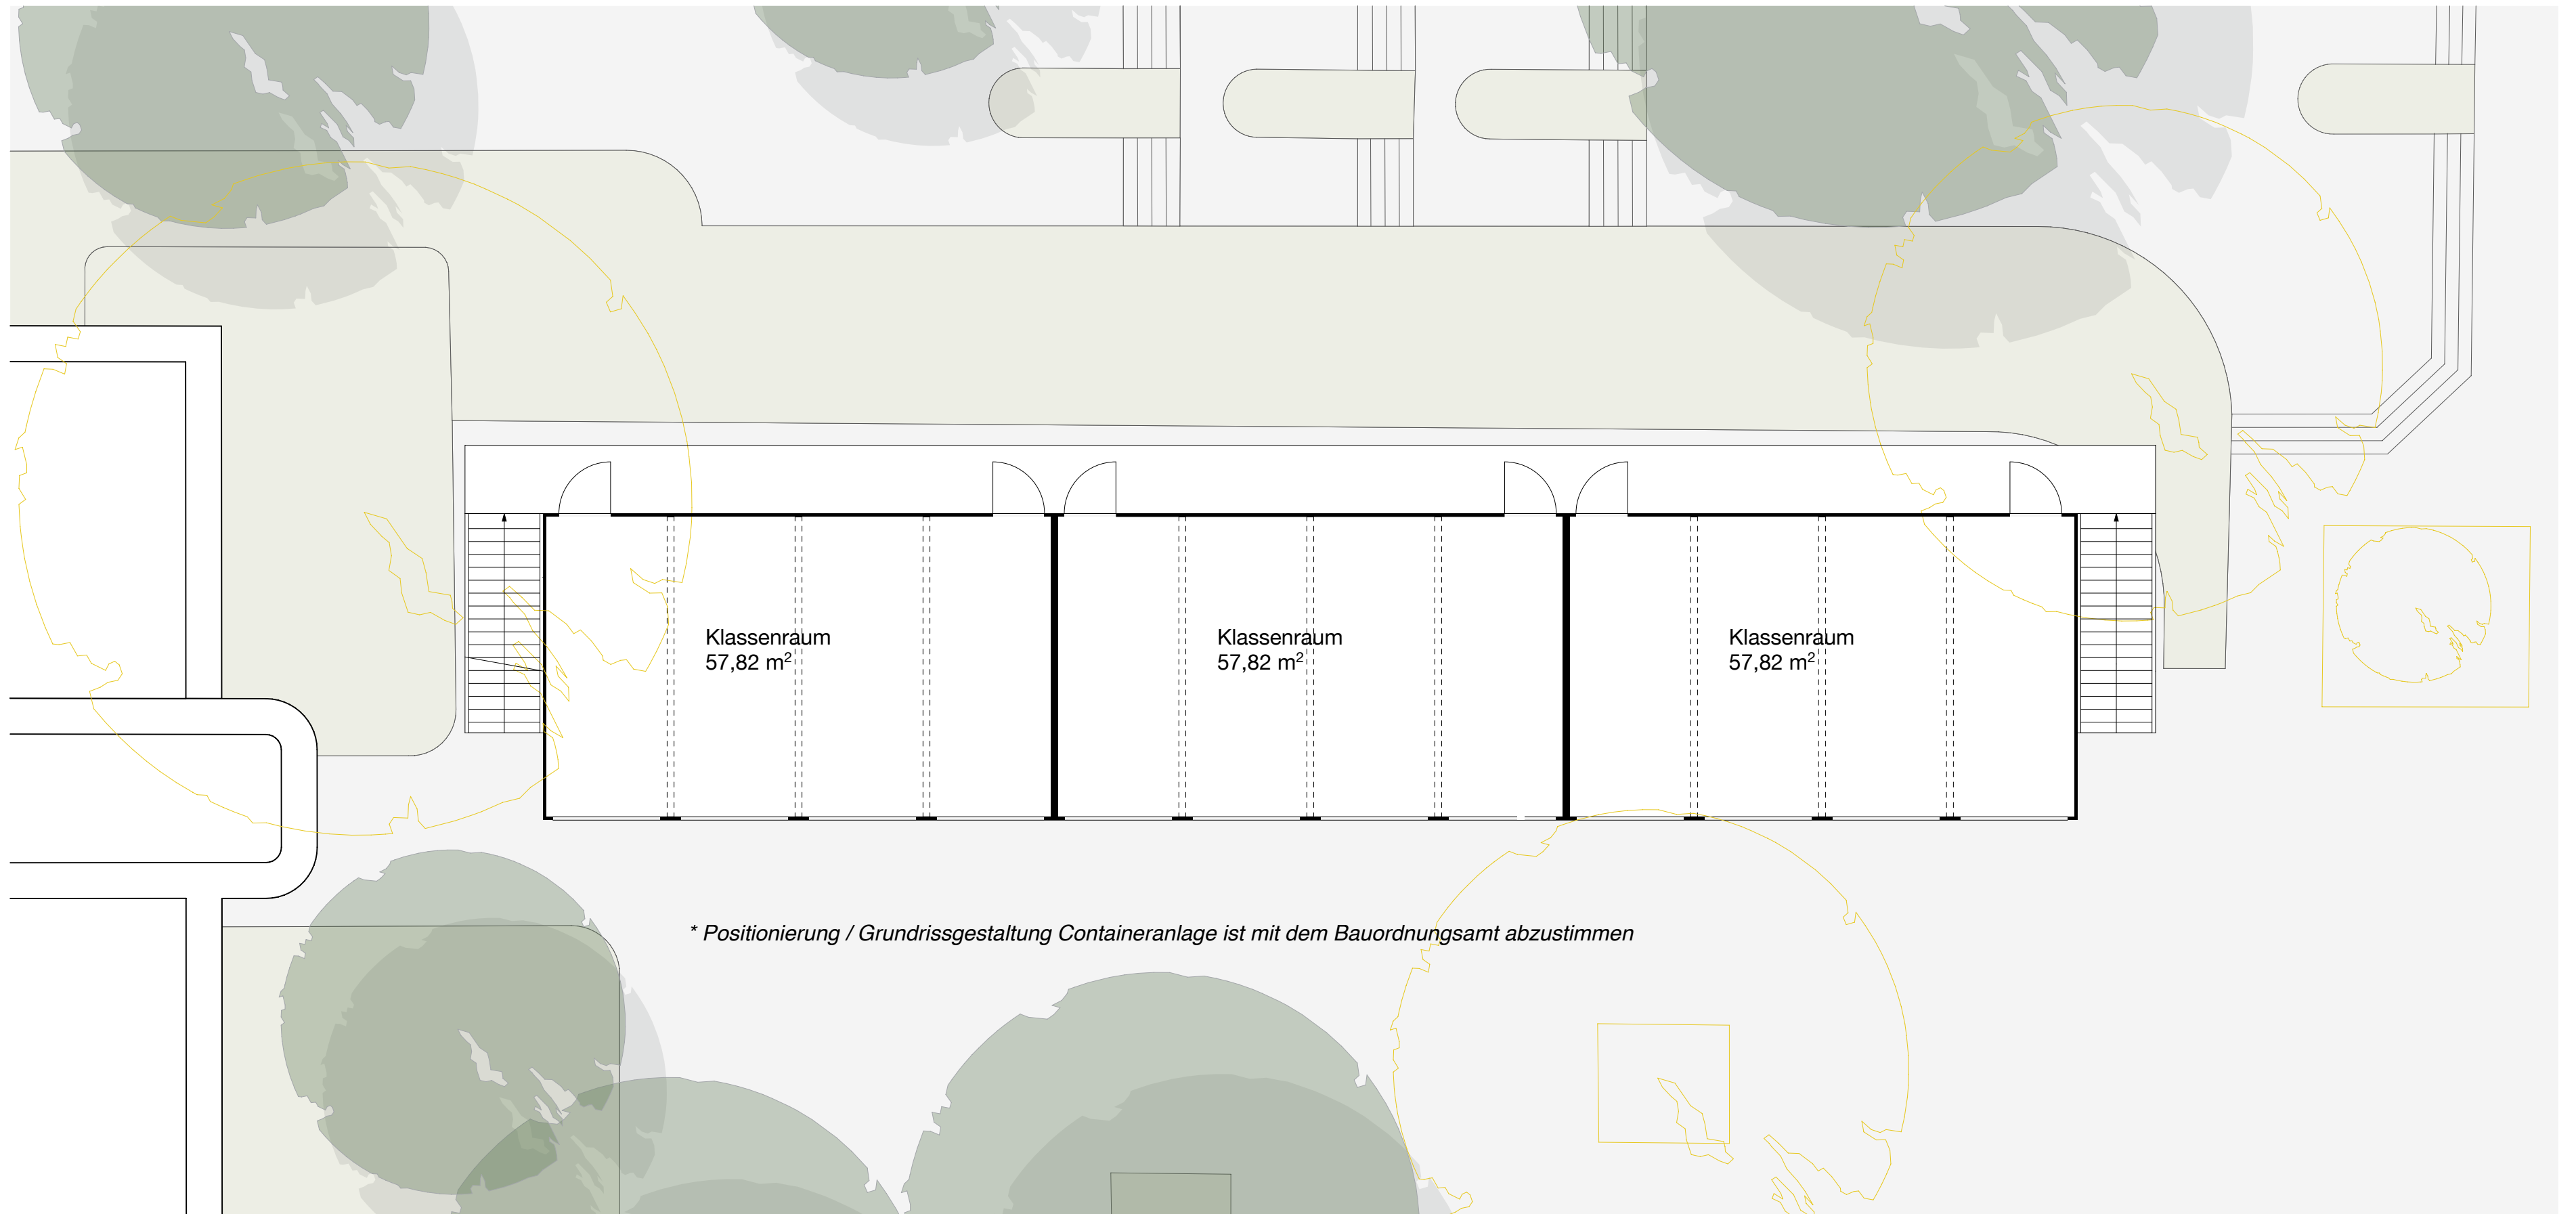 Klassenraum
57,82 m²
Klassenraum
57,82 m²
Klassenraum
57,82 m²
* Positionierung / Grundrissgestaltung Containeranlage ist mit dem Bauordnungsamt abzustimmen